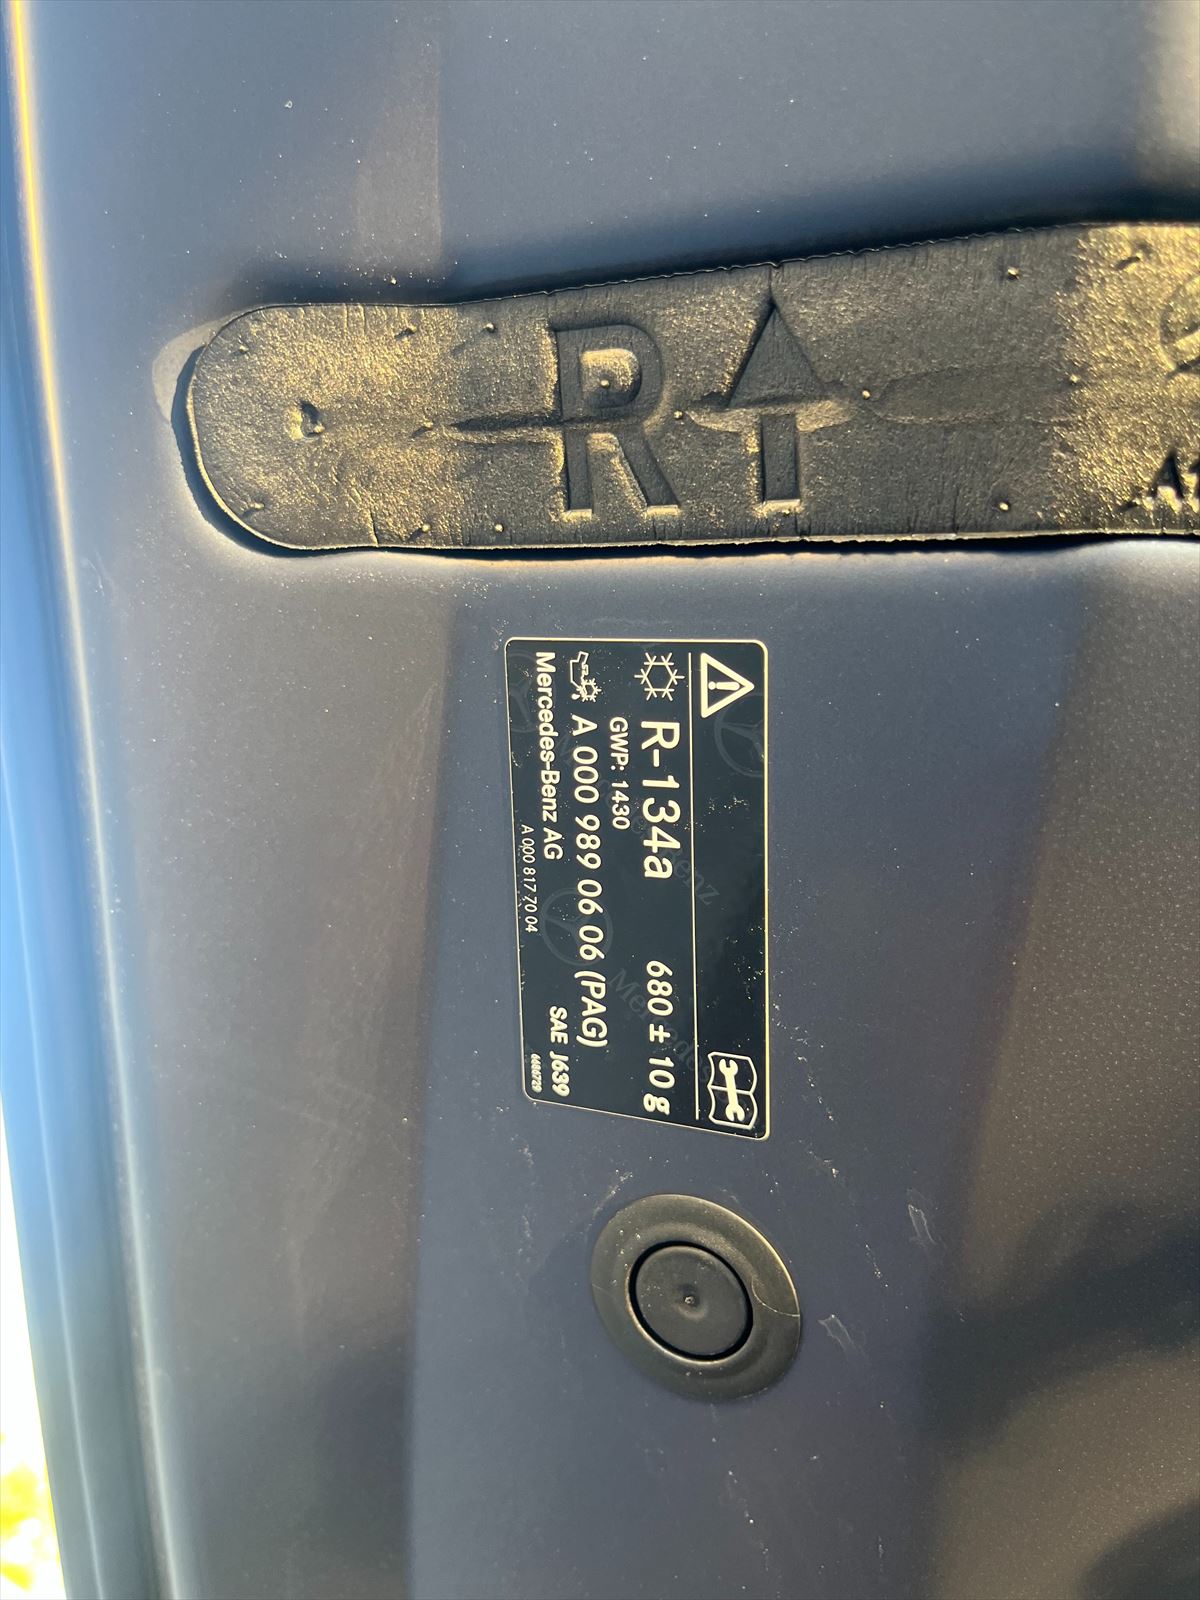 R
R-134a 680 ± 10 g
GWP: 1430
A 000 989 06 06 (PAG)
Mercedes-Benz AG SAE J639
A 000 817 70 04